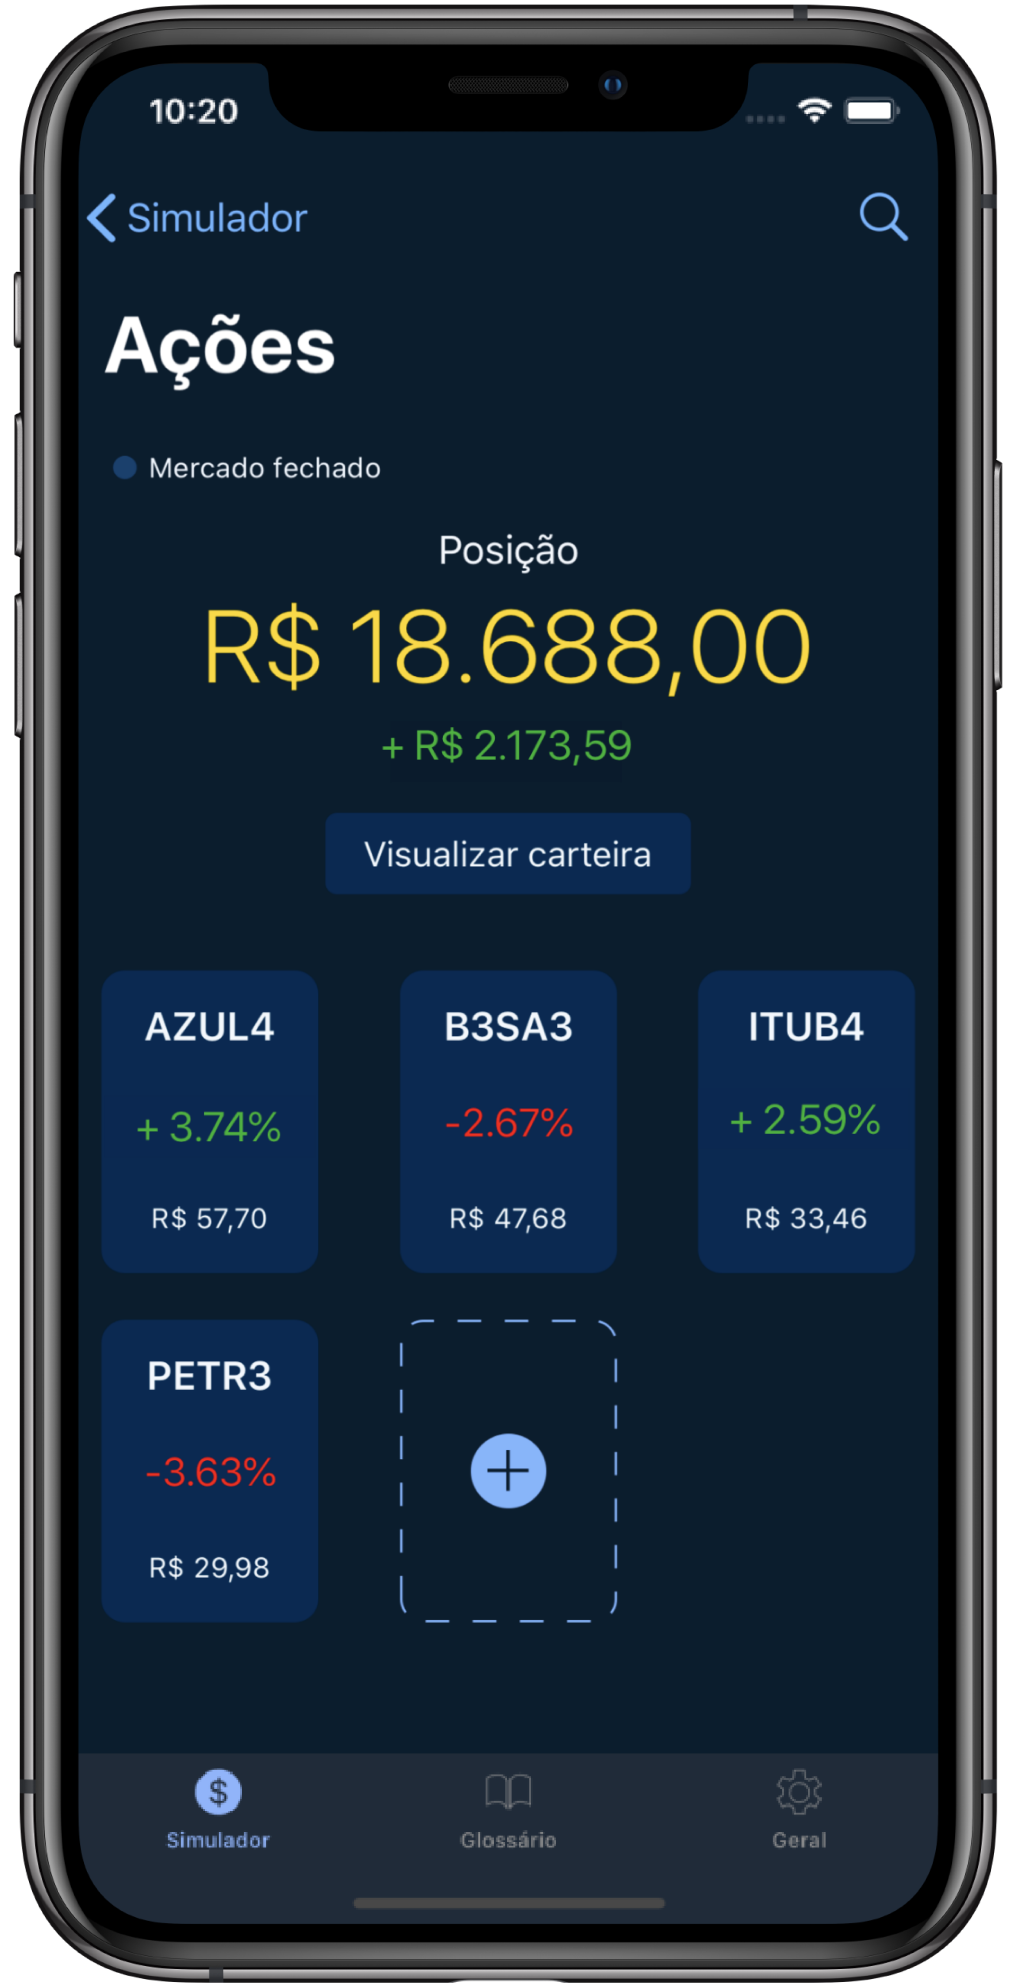 10:20
Simulador
Ações
Mercado fechado
Posição
R$ 18.688,00
+ R$ 2.173,59
Visualizar carteira
AZUL4
+ 3.74%
R$ 57,70
B3SA3
-2.67%
R$ 47,68
ITUB4
+ 2.59%
R$ 33,46
PETR3
-3.63%
R$ 29,98
+
$
Simulador
Glossário
Geral